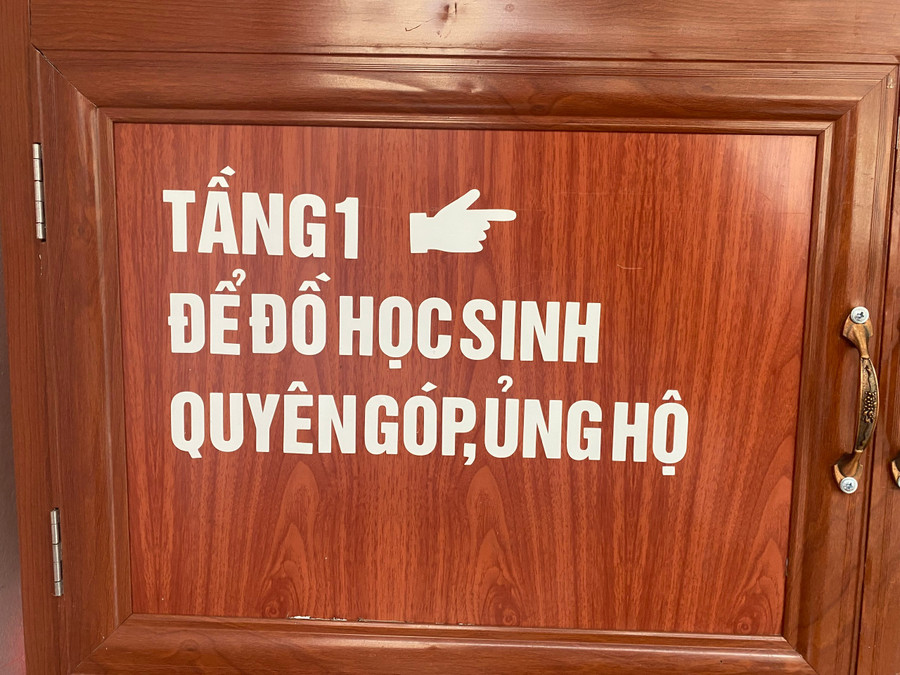 TẦNG 1
ĐỂ ĐỒ HỌC SINH
QUYÊN GÓP, ỦNG HỘ